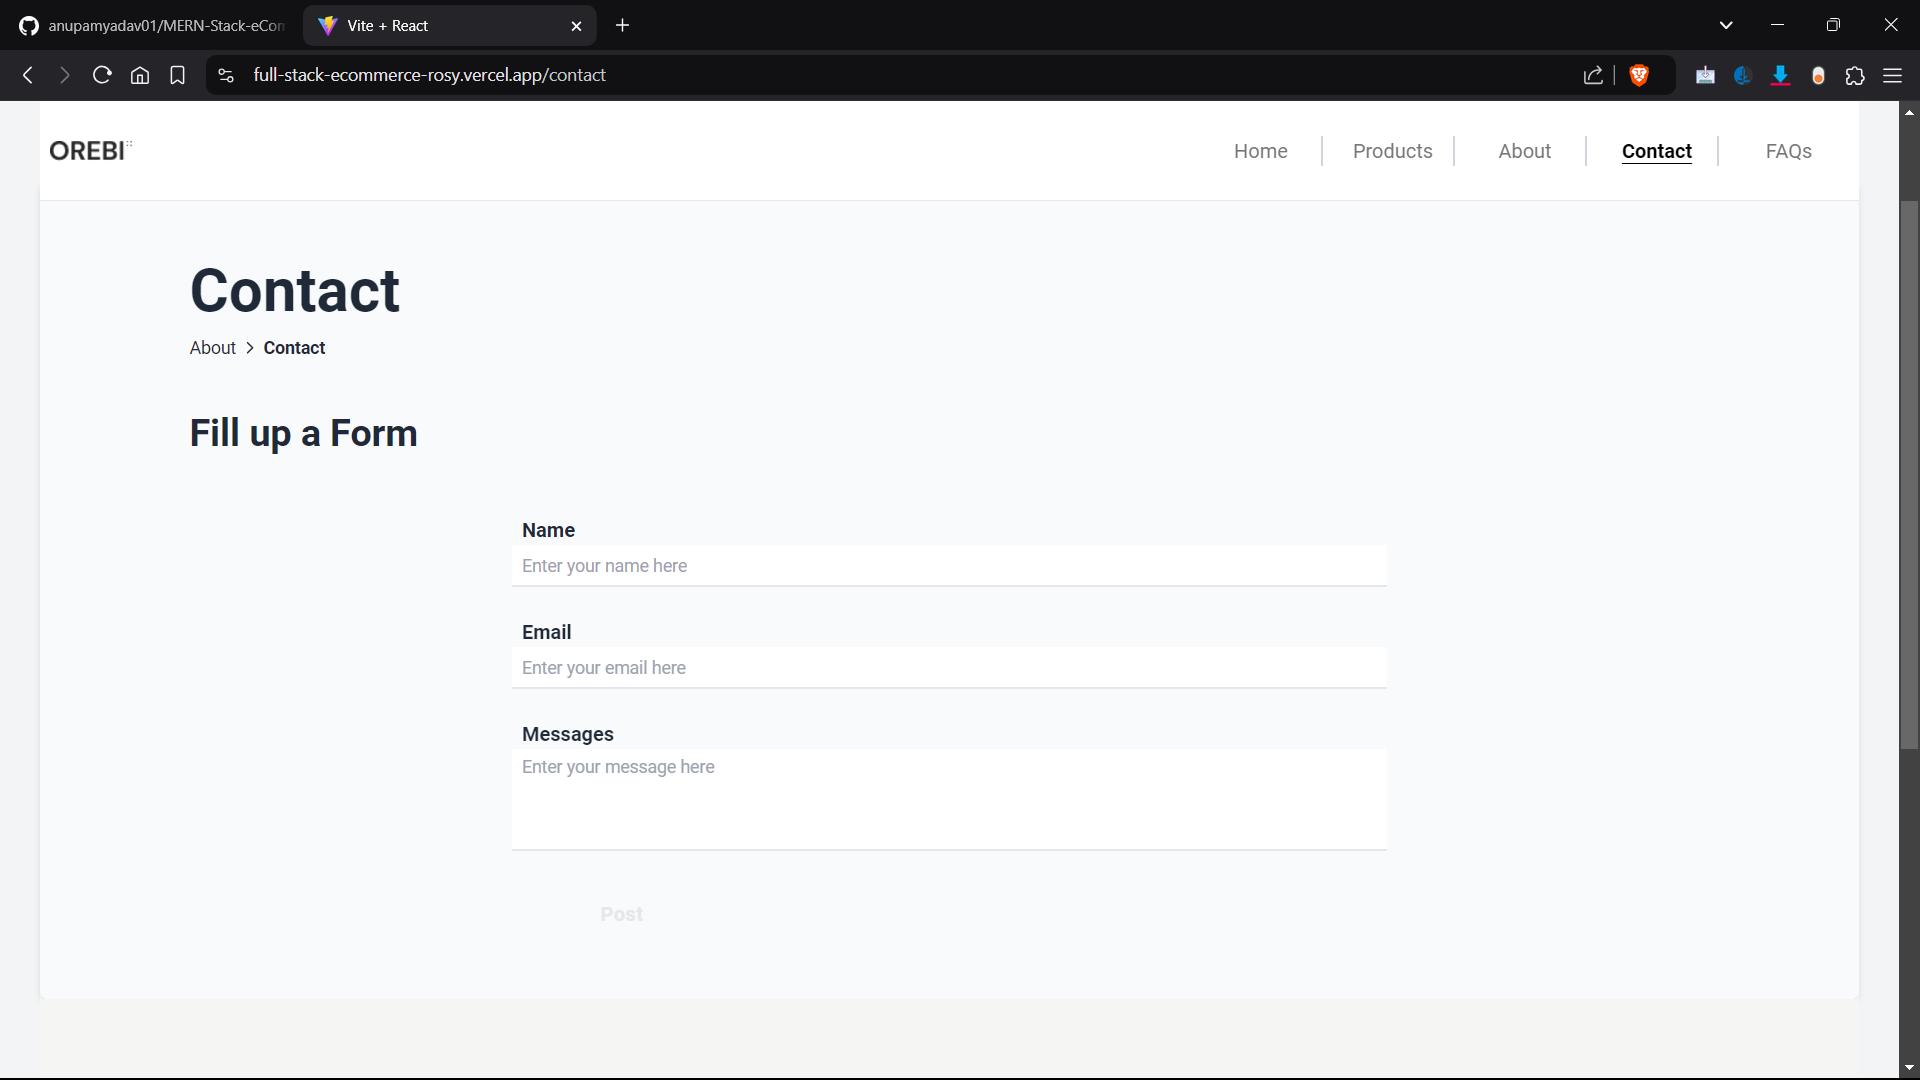 anupamyadav01/MERN-Stack-eCom
Vite + React
full-stack-ecommerce-rosy.vercel.app/contact
OREBI
Home
Products
About
Contact
FAQs
Contact
About > Contact
Fill up a Form
Name
Enter your name here
Email
Enter your email here
Messages
Enter your message here
Post